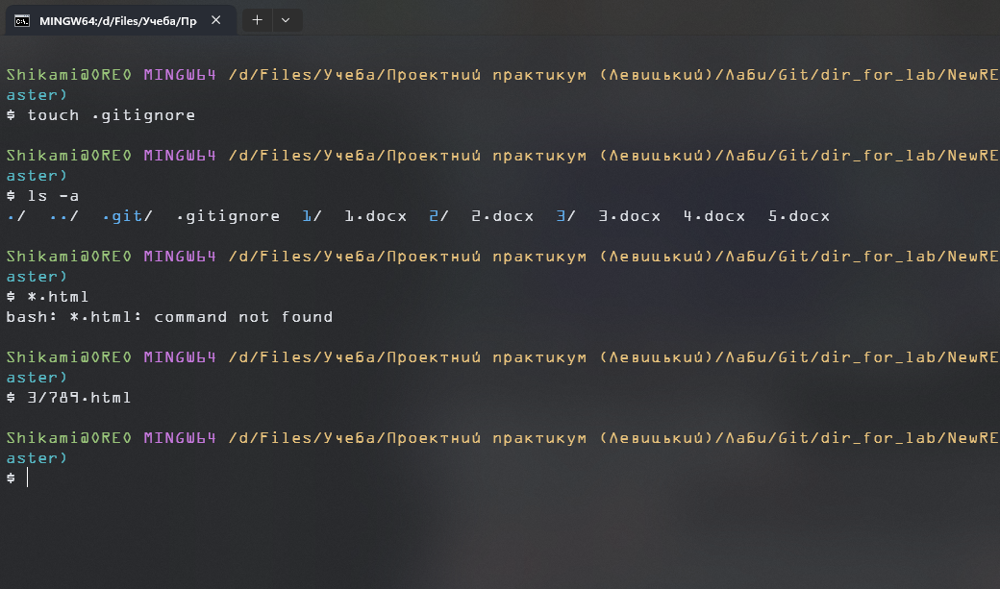 MINGW64:/d/Files/Учеба/Пр
Shikami@OREO MINGW64 /d/Files/Учеба/Проектний практикум (Левицький)/Лаби/Git/dir_for_lab/NewRE
aster)
$ touch .gitignore
Shikami@OREO MINGW64 /d/Files/Учеба/Проектний практикум (Левицький)/Лаби/Git/dir_for_lab/NewRE
aster)
$ ls -a
./ ../ .git/ .gitignore 1/ 1.docx 2/ 2.docx 3/ 3.docx 4.docx 5.docx
Shikami@OREO MINGW64 /d/Files/Учеба/Проектний практикум (Левицький)/Лаби/Git/dir_for_lab/NewRE
aster)
$ *.html
bash: *.html: command not found
Shikami@OREO MINGW64 /d/Files/Учеба/Проектний практикум (Левицький)/Лаби/Git/dir_for_lab/NewRE
aster)
$ 3/789.html
Shikami@OREO MINGW64 /d/Files/Учеба/Проектний практикум (Левицький)/Лаби/Git/dir_for_lab/NewRE
aster)
$